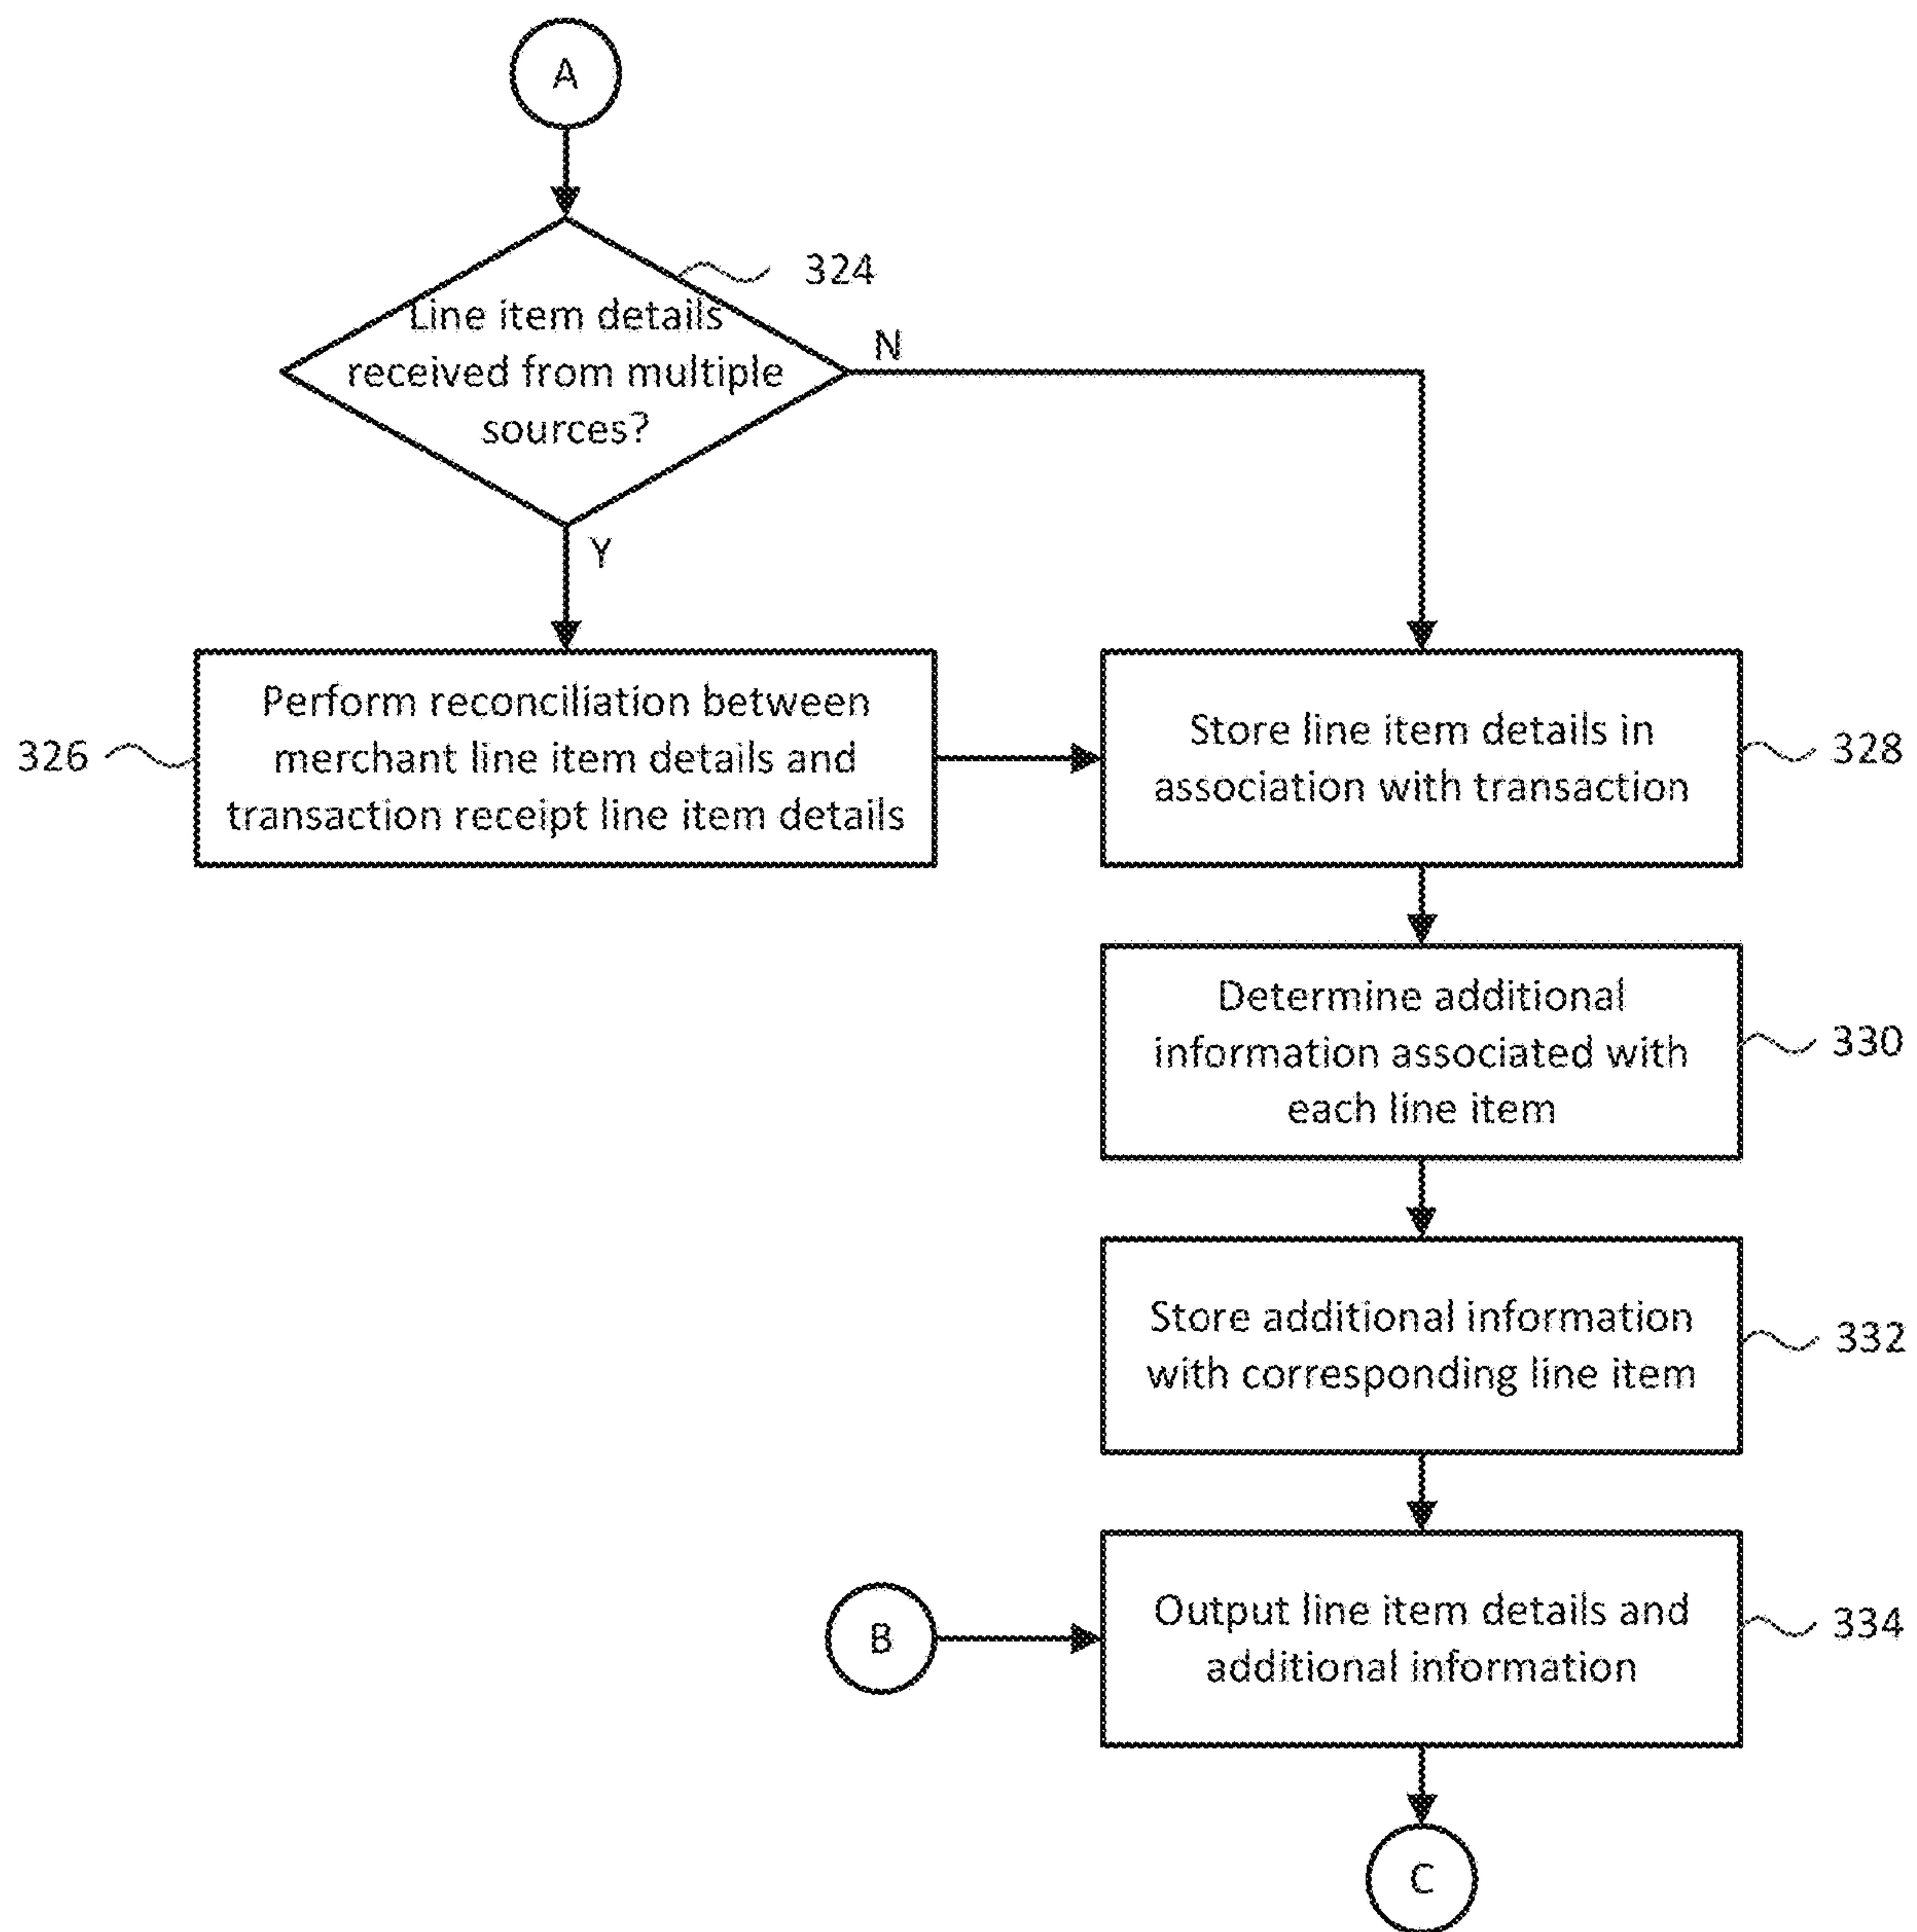 A
324
Line item details
received from multiple
sources?
N
Y
326
Perform reconciliation between
merchant line item details and
transaction receipt line item details
Store line item details in
association with transaction
328
Determine additional
information associated with
each line item
330
Store additional information
with corresponding line item
332
B
Output line item details and
additional information
334
C